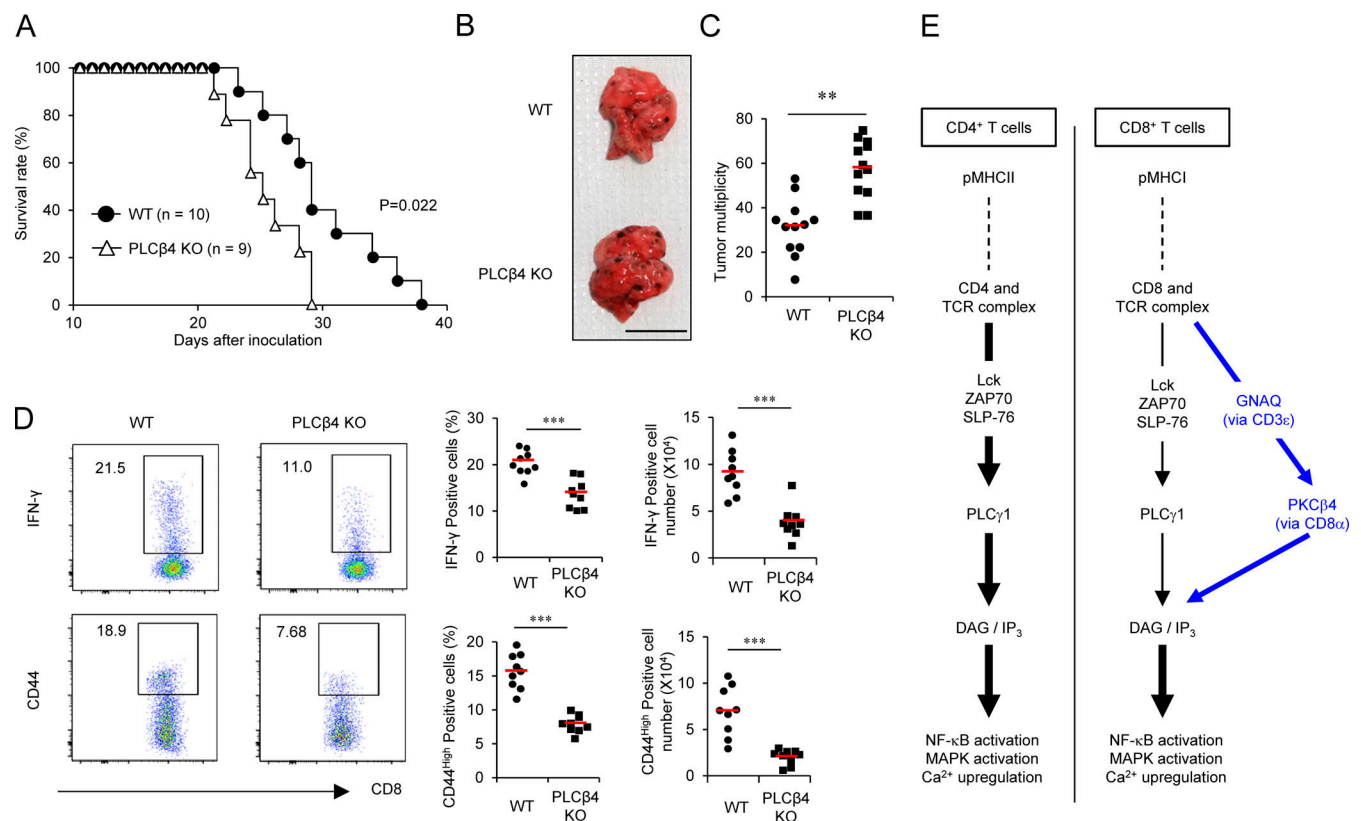 A
100
80
60
40
20
0
Survival rate (%)
WT (n = 10)
PLCβ4 KO (n = 9)
P=0.022
10
20
30
40
Days after inoculation
B
WT
PLCβ4 KO
C
**
80
60
40
20
0
Tumor multiplicity
WT
PLCβ4
KO
D
WT
PLCβ4 KO
IFN-γ
21.5
11.0
CD44
18.9
7.68
CD8
***
30
20
10
0
IFN-γ Positive cells (%)
WT
PLCβ4
KO
***
15
10
5
0
IFN-γ Positive cell
number (X10⁴)
WT
PLCβ4
KO
***
20
15
10
5
0
CD44ᴴⁱᵍʰ Positive cells (%)
WT
PLCβ4
KO
***
15
10
5
0
CD44ᴴⁱᵍʰ Positive cell
number (X10⁴)
WT
PLCβ4
KO
E
CD4⁺ T cells
pMHCII
CD4 and
TCR complex
Lck
ZAP70
SLP-76
PLCγ1
DAG / IP₃
NF-κB activation
MAPK activation
Ca²⁺ upregulation
CD8⁺ T cells
pMHCI
CD8 and
TCR complex
Lck
ZAP70
SLP-76
GNAQ
(via CD3ε)
PLCγ1
PKCβ4
(via CD8α)
DAG / IP₃
NF-κB activation
MAPK activation
Ca²⁺ upregulation